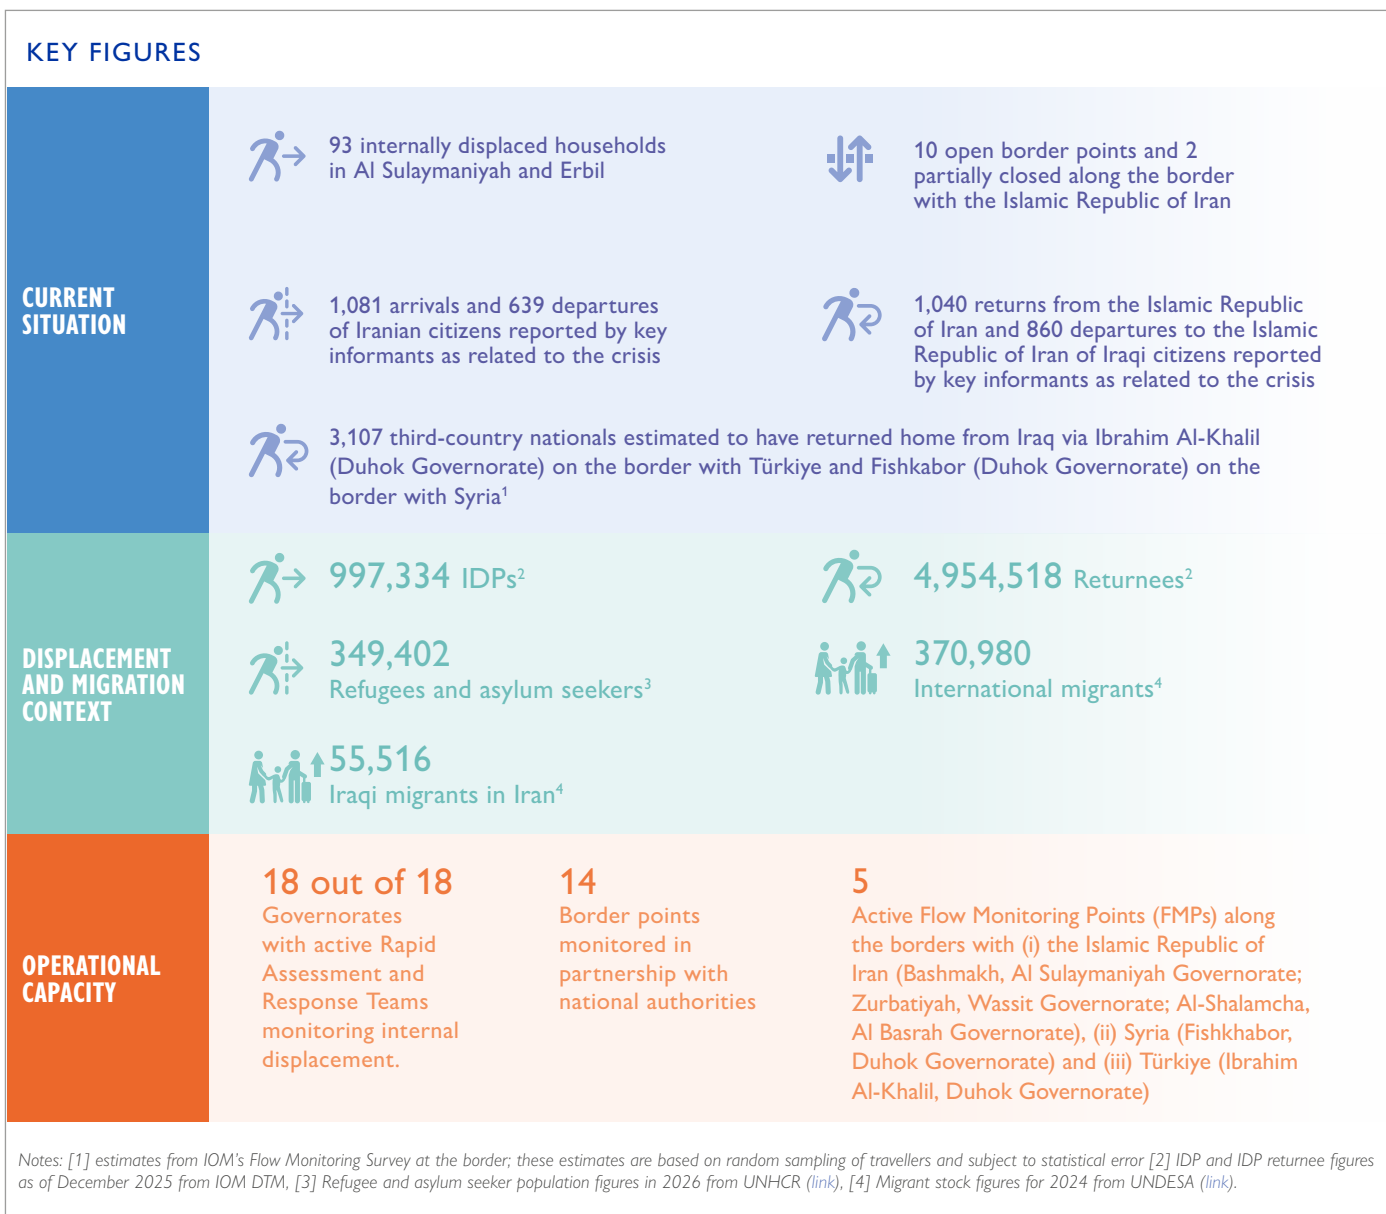 KEY FIGURES
CURRENT
SITUATION
93 internally displaced households
in Al Sulaymaniyah and Erbil
10 open border points and 2
partially closed along the border
with the Islamic Republic of Iran
1,081 arrivals and 639 departures
of Iranian citizens reported by key
informants as related to the crisis
1,040 returns from the Islamic Republic
of Iran and 860 departures to the Islamic
Republic of Iran of Iraqi citizens reported
by key informants as related to the crisis
3,107 third-country nationals estimated to have returned home from Iraq via Ibrahim Al-Khalil
(Duhok Governorate) on the border with Türkiye and Fishkabor (Duhok Governorate) on the
border with Syria1
DISPLACEMENT
AND MIGRATION
CONTEXT
997,334 IDPs2
4,954,518 Returnees2
349,402
Refugees and asylum seekers3
370,980
International migrants4
55,516
Iraqi migrants in Iran4
OPERATIONAL
CAPACITY
18 out of 18
Governorates
with active Rapid
Assessment and
Response Teams
monitoring internal
displacement.
14
Border points
monitored in
partnership with
national authorities
5
Active Flow Monitoring Points (FMPs) along
the borders with (i) the Islamic Republic of
Iran (Bashmakh, Al Sulaymaniyah Governorate;
Zurbatiyah, Wassit Governorate; Al-Shalamcha,
Al Basrah Governorate), (ii) Syria (Fishkhabor,
Duhok Governorate) and (iii) Türkiye (Ibrahim
Al-Khalil, Duhok Governorate)
Notes: [1] estimates from IOM's Flow Monitoring Survey at the border; these estimates are based on random sampling of travellers and subject to statistical error [2] IDP and IDP returnee figures
as of December 2025 from IOM DTM, [3] Refugee and asylum seeker population figures in 2026 from UNHCR (link), [4] Migrant stock figures for 2024 from UNDESA (link).